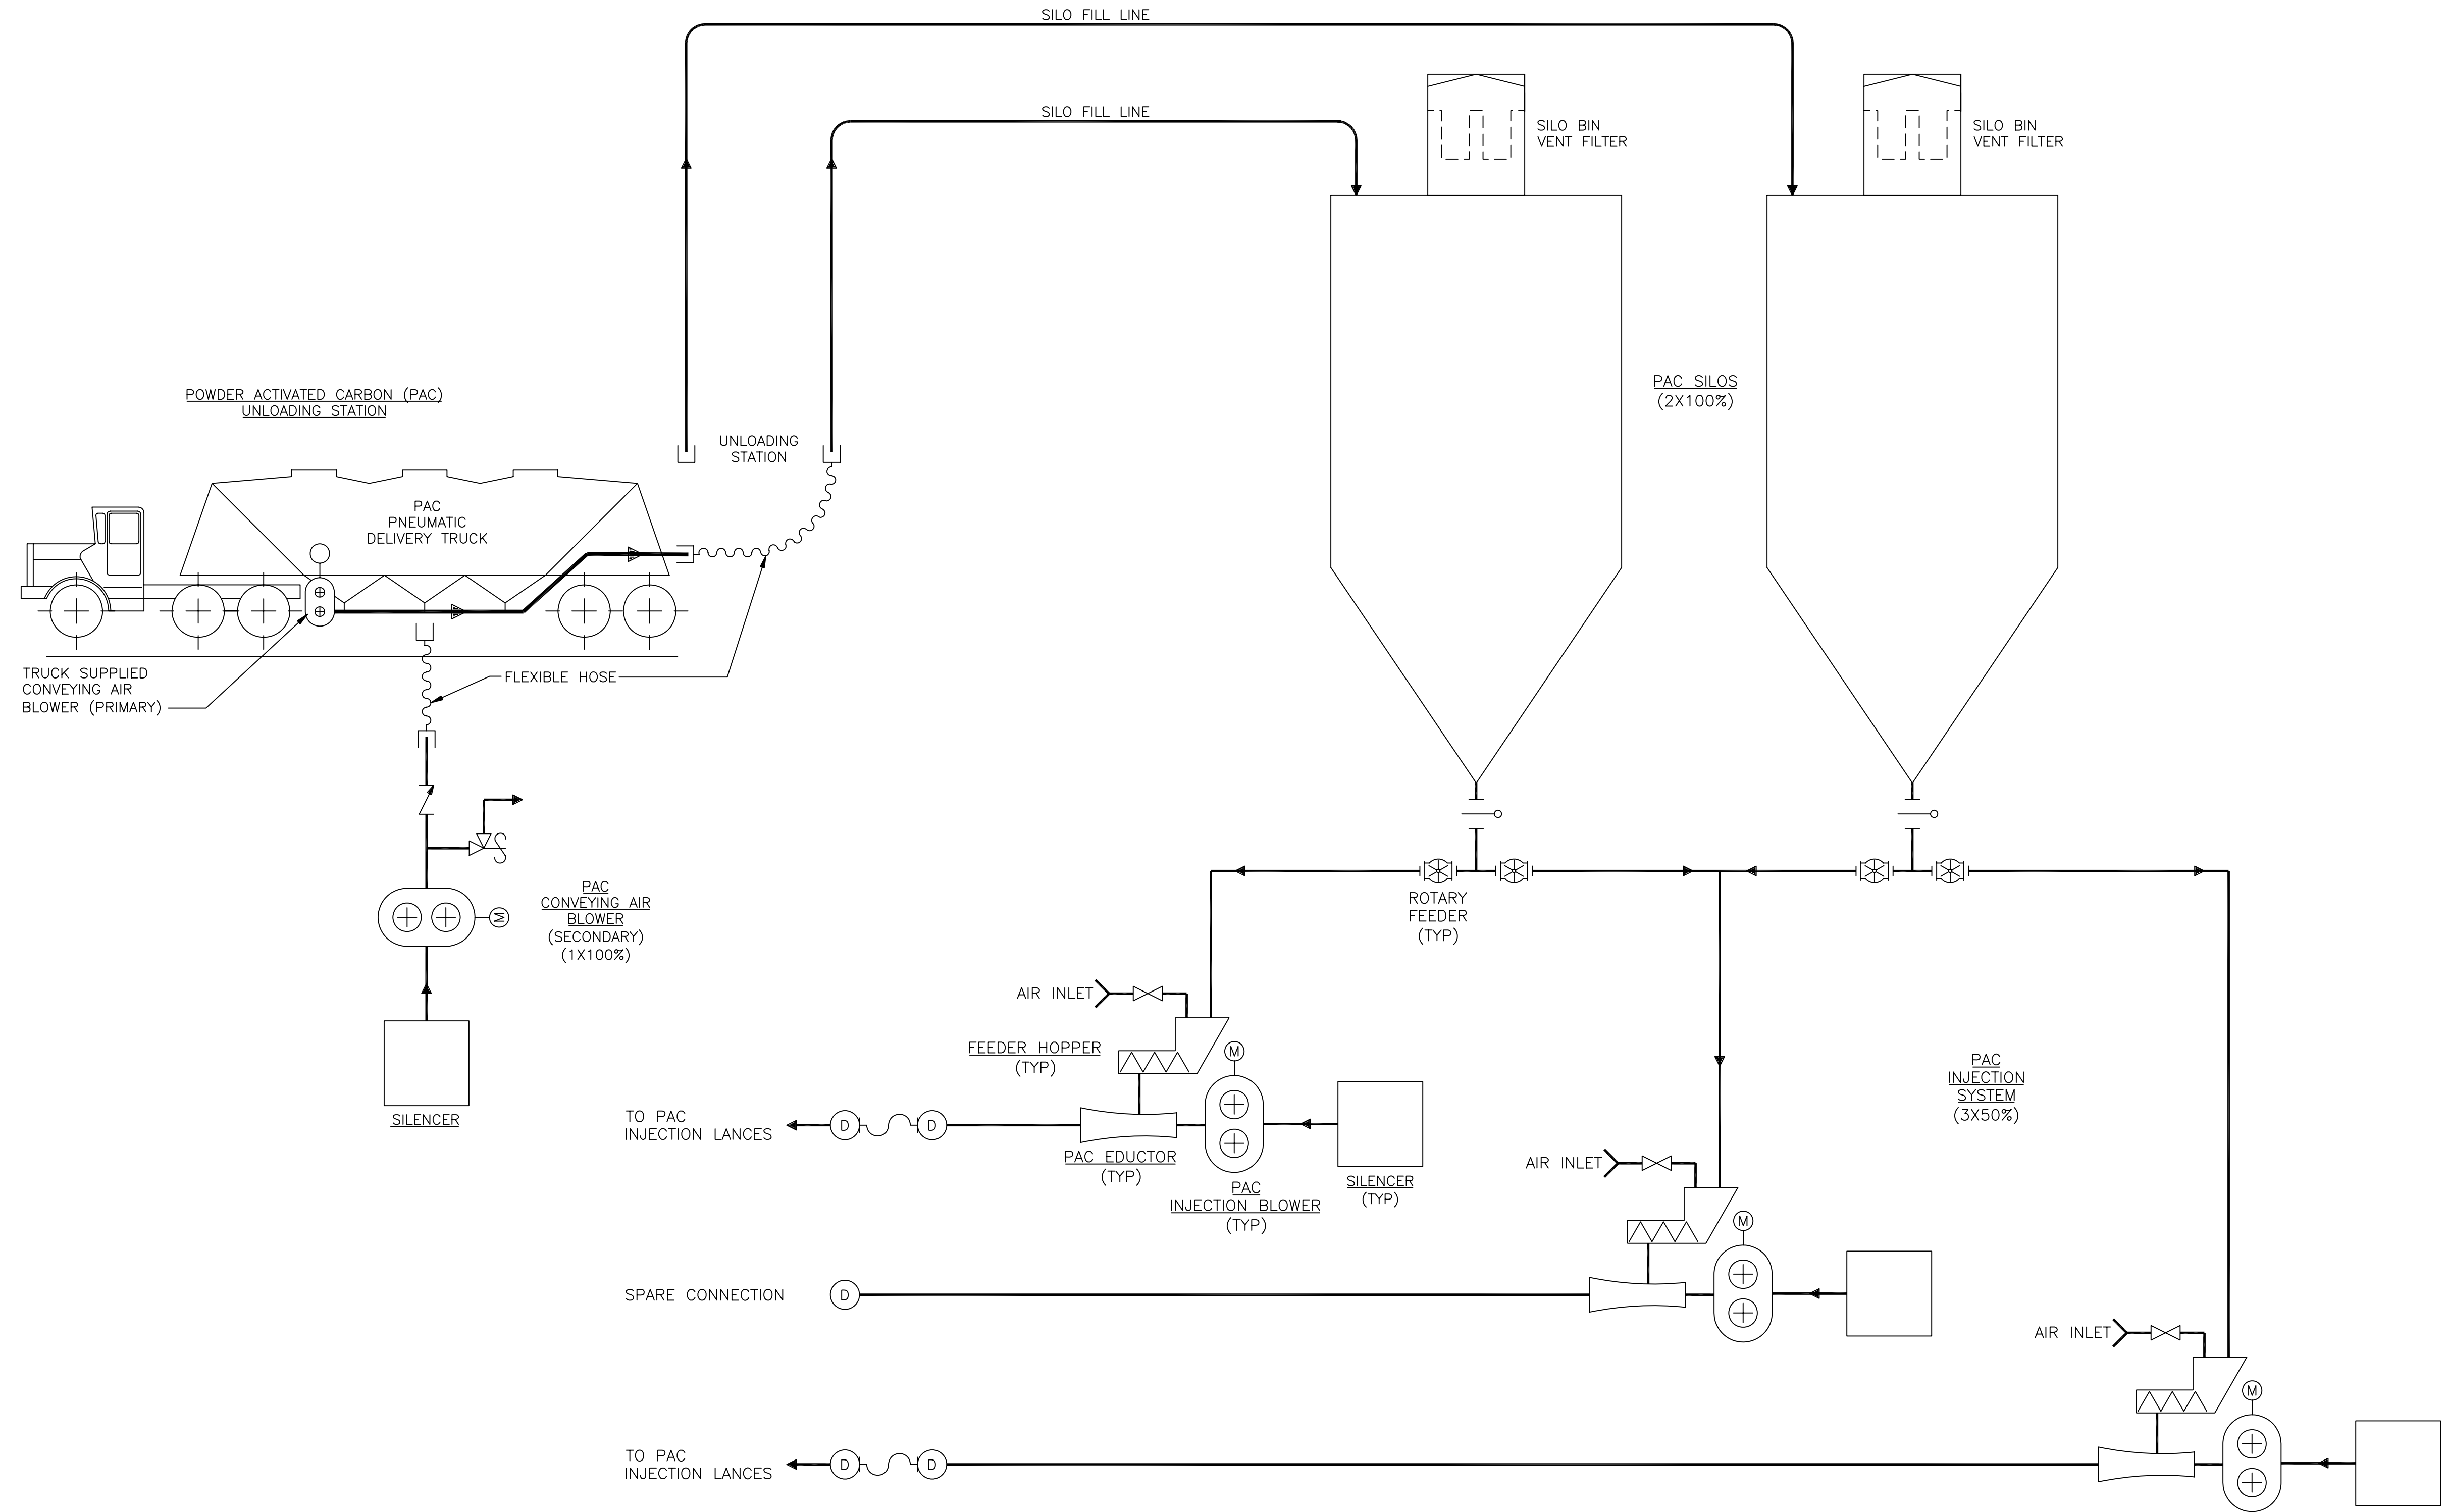 SILO FILL LINE
SILO FILL LINE
SILO BIN
VENT FILTER
SILO BIN
VENT FILTER
POWDER ACTIVATED CARBON (PAC)
UNLOADING STATION
PAC SILOS
(2X100%)
UNLOADING
STATION
PAC
PNEUMATIC
DELIVERY TRUCK
TRUCK SUPPLIED
CONVEYING AIR
BLOWER (PRIMARY)
FLEXIBLE HOSE
PAC
CONVEYING AIR
BLOWER
(SECONDARY)
(1X100%)
M
SILENCER
ROTARY
FEEDER
(TYP)
AIR INLET
FEEDER HOPPER
(TYP)
M
TO PAC
INJECTION LANCES
D
D
PAC EDUCTOR
(TYP)
PAC
INJECTION BLOWER
(TYP)
SILENCER
(TYP)
PAC
INJECTION
SYSTEM
(3X50%)
AIR INLET
M
SPARE CONNECTION
D
AIR INLET
M
TO PAC
INJECTION LANCES
D
D